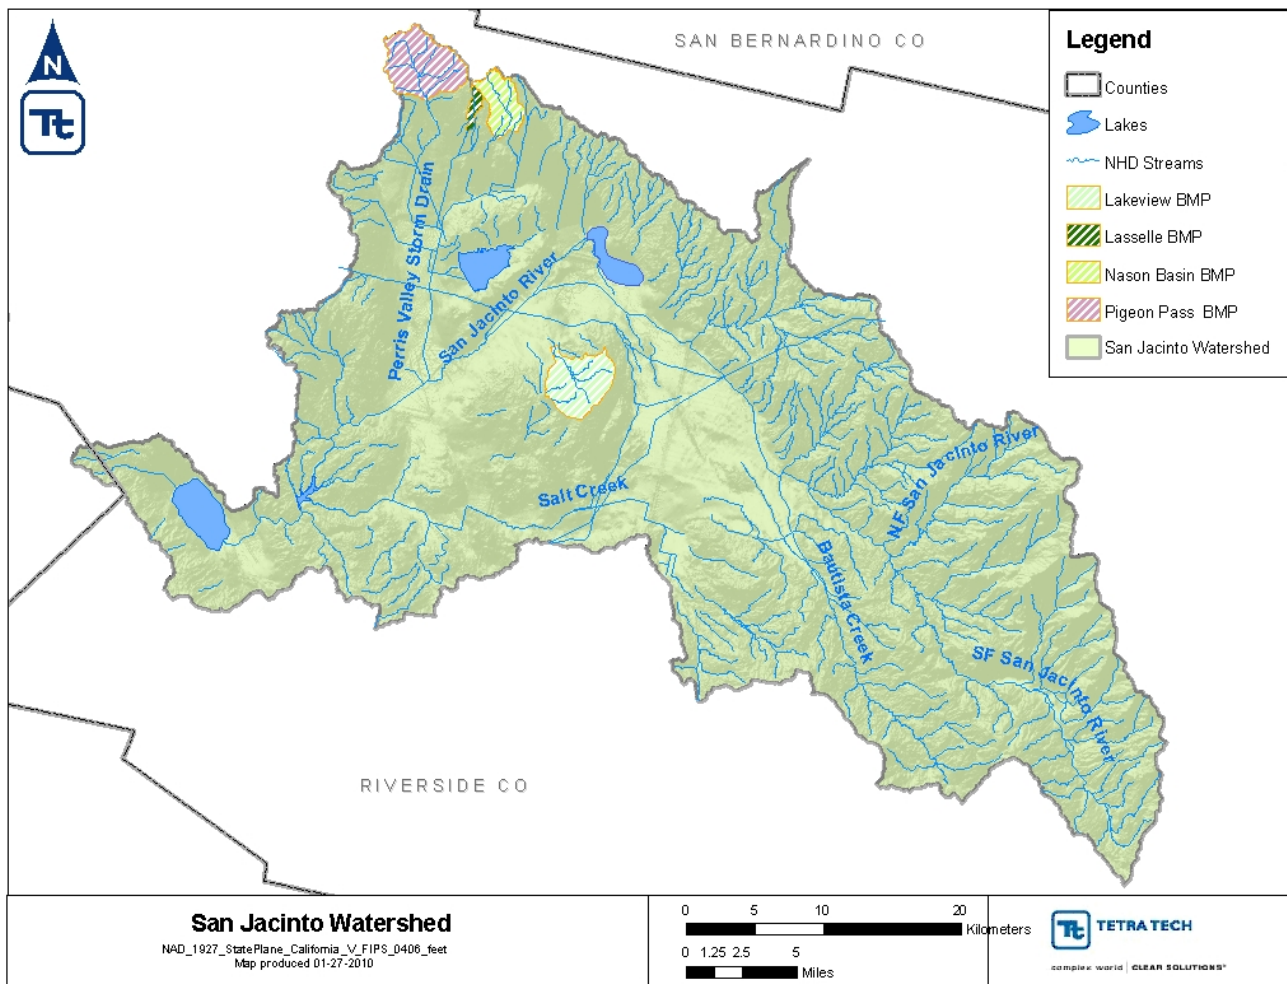 SAN BERNARDINO CO
N
Tt
Legend
Counties
Lakes
NHD Streams
Lakeview BMP
Lasselle BMP
Nason Basin BMP
Pigeon Pass BMP
San Jacinto Watershed
Perris Valley Storm Drain
San Jacinto River
Salt Creek
NF San Jacinto River
Bautista Creek
SF San Jacinto River
RIVERSIDE CO
San Jacinto Watershed
NAD_1927_StatePlane_California_V_FIPS_0406_feet
Map produced 01-27-2010
0 5 10 20
Kilometers
0 1.25 2.5 5
Miles
Tt TETRA TECH
complex world | CLEAR SOLUTIONS™